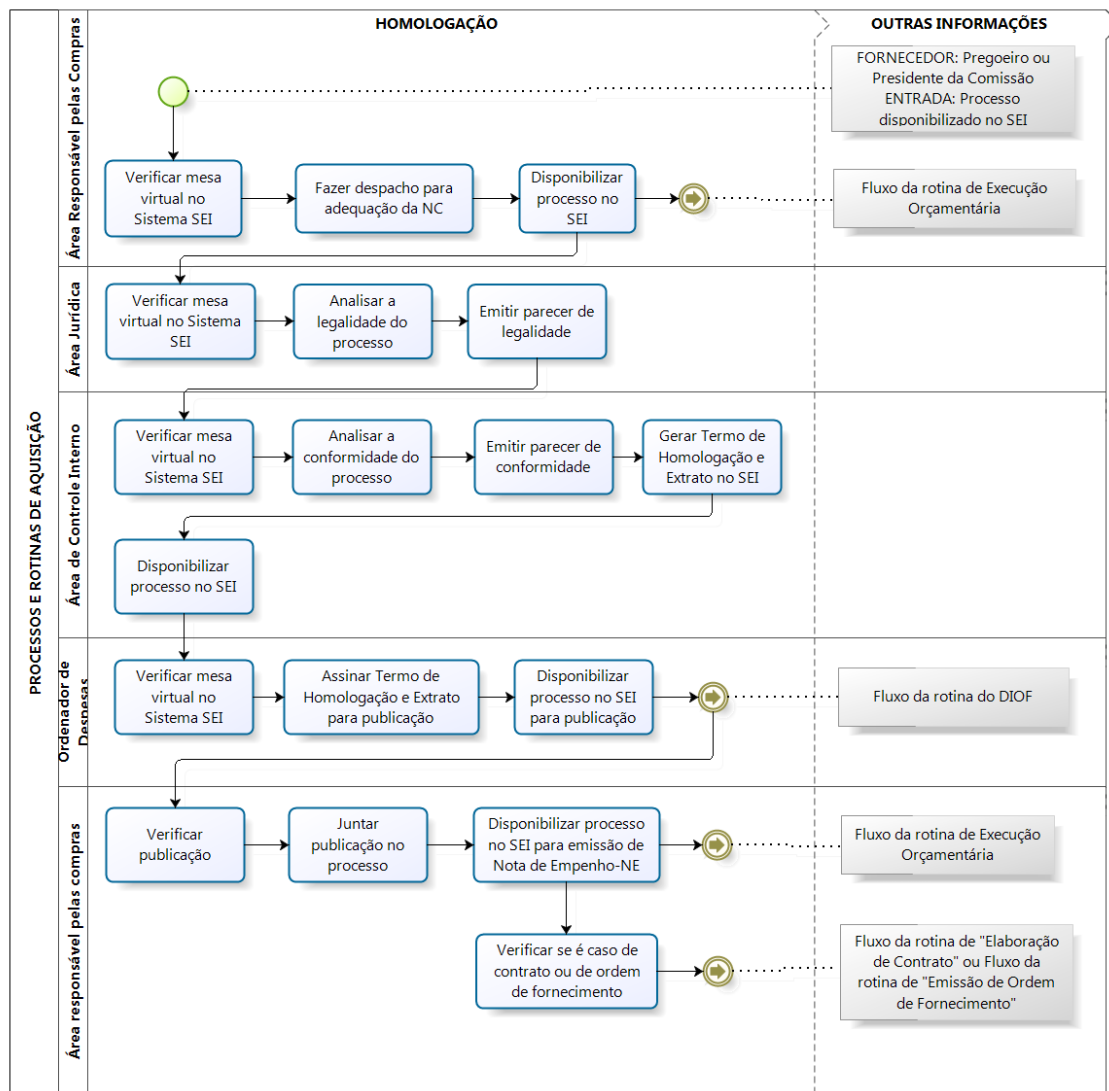 HOMOLOGAÇÃO
OUTRAS INFORMAÇÕES
PROCESSOS E ROTINAS DE AQUISIÇÃO
Área Responsável pelas Compras
FORNECEDOR: Pregoeiro ou
Presidente da Comissão
ENTRADA: Processo
disponibilizado no SEI
Verificar mesa
virtual no
Sistema SEI
Fazer despacho para
adequação da NC
Disponibilizar
processo no
SEI
Fluxo da rotina de Execução
Orçamentária
Área Jurídica
Verificar mesa
virtual no Sistema
SEI
Analisar a
legalidade do
processo
Emitir parecer de
legalidade
Área de Controle Interno
Verificar mesa
virtual no
Sistema SEI
Analisar a
conformidade do
processo
Emitir parecer de
conformidade
Gerar Termo de
Homologação e
Extrato no SEI
Disponibilizar
processo no SEI
Ordenador de
Despesas
Verificar mesa
virtual no
Sistema SEI
Assinar Termo de
Homologação e Extrato
para publicação
Disponibilizar
processo no SEI
para publicação
Fluxo da rotina do DIOF
Área responsável pelas compras
Verificar
publicação
Juntar
publicação no
processo
Disponibilizar processo
no SEI para emissão de
Nota de Empenho-NE
Fluxo da rotina de Execução
Orçamentária
Verificar se é caso de
contrato ou de ordem
de fornecimento
Fluxo da rotina de "Elaboração
de Contrato" ou Fluxo da
rotina de "Emissão de Ordem
de Fornecimento"